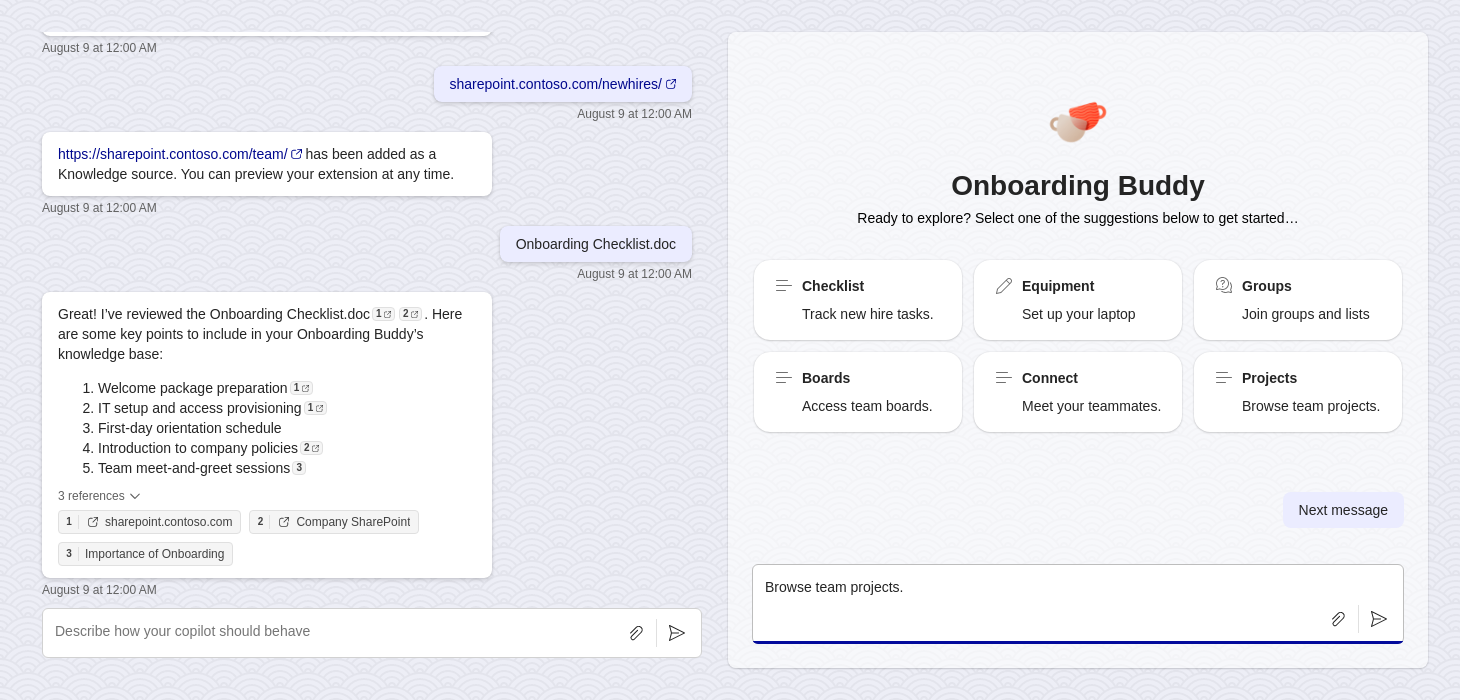 August 9 at 12:00 AM
sharepoint.contoso.com/newhires/
August 9 at 12:00 AM
https://sharepoint.contoso.com/team/ has been added as a
Knowledge source. You can preview your extension at any time.
August 9 at 12:00 AM
Onboarding Checklist.doc
August 9 at 12:00 AM
Great! I’ve reviewed the Onboarding Checklist.doc 1 2 . Here
are some key points to include in your Onboarding Buddy’s
knowledge base:
1. Welcome package preparation 1
2. IT setup and access provisioning 1
3. First-day orientation schedule
4. Introduction to company policies 2
5. Team meet-and-greet sessions 3
3 references
1 sharepoint.contoso.com
2 Company SharePoint
3 Importance of Onboarding
August 9 at 12:00 AM
Describe how your copilot should behave
Onboarding Buddy
Ready to explore? Select one of the suggestions below to get started…
Checklist
Track new hire tasks.
Equipment
Set up your laptop
Groups
Join groups and lists
Boards
Access team boards.
Connect
Meet your teammates.
Projects
Browse team projects.
Next message
Browse team projects.